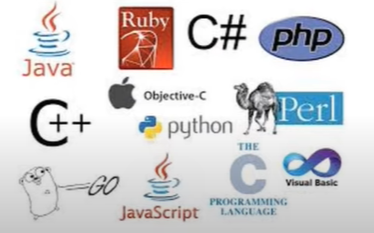 Java
Ruby
C#
php
C++
Objective-C
python
Perl
GO
JavaScript
THE
C
PROGRAMMING
LANGUAGE
Visual Basic